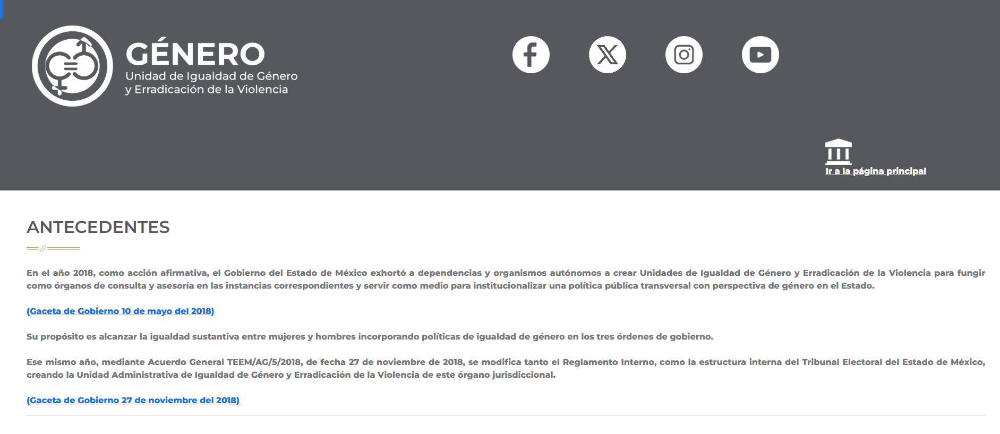 GÉNERO
Unidad de Igualdad de Género
y Erradicación de la Violencia
Ir a la página principal
ANTECEDENTES
En el año 2018, como acción afirmativa, el Gobierno del Estado de México exhortó a dependencias y organismos autónomos a crear Unidades de Igualdad de Género y Erradicación de la Violencia para fungir
como órganos de consulta y asesoría en las instancias correspondientes y servir como medio para institucionalizar una política pública transversal con perspectiva de género en el Estado.
(Gaceta de Gobierno 10 de mayo del 2018)
Su propósito es alcanzar la igualdad sustantiva entre mujeres y hombres incorporando políticas de igualdad de género en los tres órdenes de gobierno.
Ese mismo año, mediante Acuerdo General TEEM/AG/5/2018, de fecha 27 de noviembre de 2018, se modifica tanto el Reglamento Interno, como la estructura interna del Tribunal Electoral del Estado de México,
creando la Unidad Administrativa de Igualdad de Género y Erradicación de la Violencia de este órgano jurisdiccional.
(Gaceta de Gobierno 27 de noviembre del 2018)